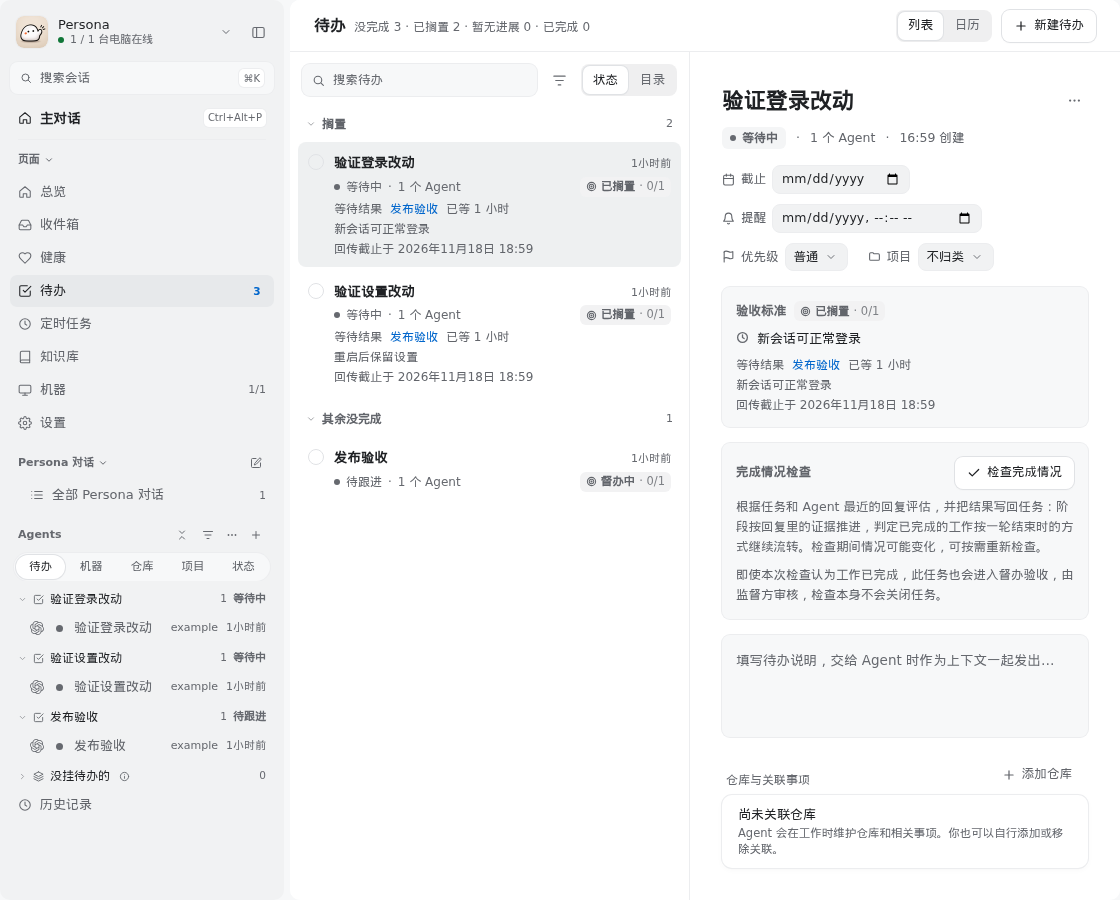 Persona
1 / 1 台电脑在线
搜索会话
⌘K
主对话
Ctrl+Alt+P
页面
总览
收件箱
健康
待办
3
定时任务
知识库
机器
1/1
设置
Persona 对话
全部 Persona 对话
1
Agents
待办
机器
仓库
项目
状态
验证登录改动
1 等待中
验证登录改动
example 1小时前
验证设置改动
1 等待中
验证设置改动
example 1小时前
发布验收
1 待跟进
发布验收
example 1小时前
没挂待办的
0
历史记录
待办 没完成 3 · 已搁置 2 · 暂无进展 0 · 已完成 0
列表
日历
新建待办
搜索待办
状态
目录
搁置
2
验证登录改动
1小时前
等待中 · 1 个 Agent
已搁置 · 0/1
等待结果 发布验收 已等 1 小时
新会话可正常登录
回传截止于 2026年11月18日 18:59
验证设置改动
1小时前
等待中 · 1 个 Agent
已搁置 · 0/1
等待结果 发布验收 已等 1 小时
重启后保留设置
回传截止于 2026年11月18日 18:59
其余没完成
1
发布验收
1小时前
待跟进 · 1 个 Agent
督办中 · 0/1
验证登录改动
等待中 · 1 个 Agent · 16:59 创建
截止 mm/dd/yyyy
提醒 mm/dd/yyyy, --:-- --
优先级 普通
项目 不归类
验收标准 已搁置 · 0/1
新会话可正常登录
等待结果 发布验收 已等 1 小时
新会话可正常登录
回传截止于 2026年11月18日 18:59
完成情况检查
检查完成情况
根据任务和 Agent 最近的回复评估，并把结果写回任务：阶
段按回复里的证据推进，判定已完成的工作按一轮结束时的方
式继续流转。检查期间情况可能变化，可按需重新检查。
即使本次检查认为工作已完成，此任务也会进入督办验收，由
监督方审核，检查本身不会关闭任务。
填写待办说明，交给 Agent 时作为上下文一起发出...
仓库与关联事项
添加仓库
尚未关联仓库
Agent 会在工作时维护仓库和相关事项。你也可以自行添加或移
除关联。